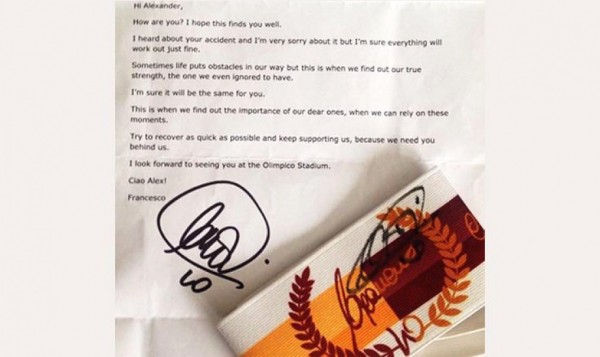 Hi Alexander,
How are you? I hope this finds you well.
I heard about your accident and I'm very sorry about it but I'm sure everything will
work out just fine.
Sometimes life puts obstacles in our way but this is when we find out our true
strength, the one we even ignored to have.
I'm sure it will be the same for you.
This is when we find out the importance of our dear ones, when we can rely on these
moments.
Try to recover as quick as possible and keep supporting us, because we need you
behind us.
I look forward to seeing you at the Olimpico Stadium.
Ciao Alex!
Francesco